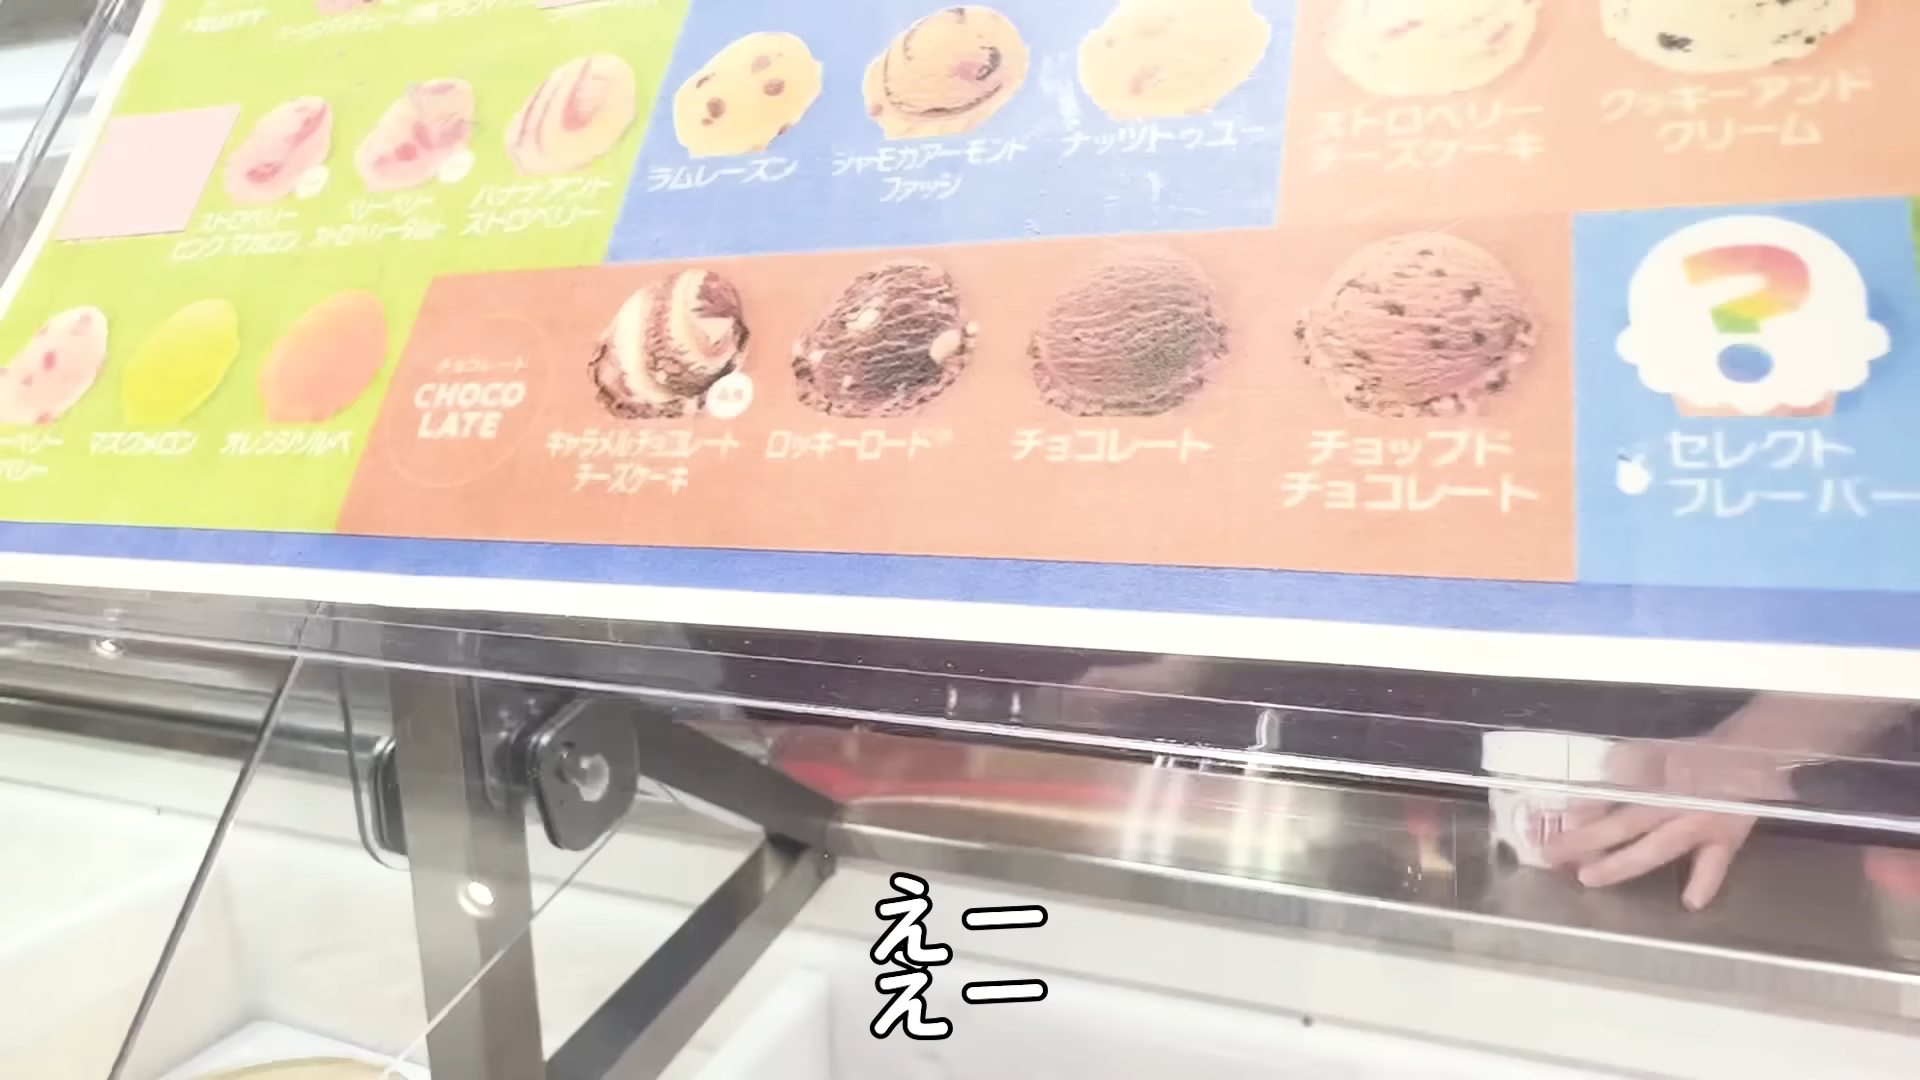 ラムレーズン
ジャモカアーモンド
ファッジ
ナッツトゥユー
ストロベリー
チーズケーキ
クッキーアンド
クリーム
ストロベリー
ピンク マカロン
ベリーベリー
バナナアンド
ストロベリー
マスクメロン
オレンジソルベ
チョコレート
CHOCO
LATE
キャラメルチョコレート
チーズケーキ
ロッキーロード
チョコレート
チョップド
チョコレート
?
セレクト
フレーバー
えー
えー